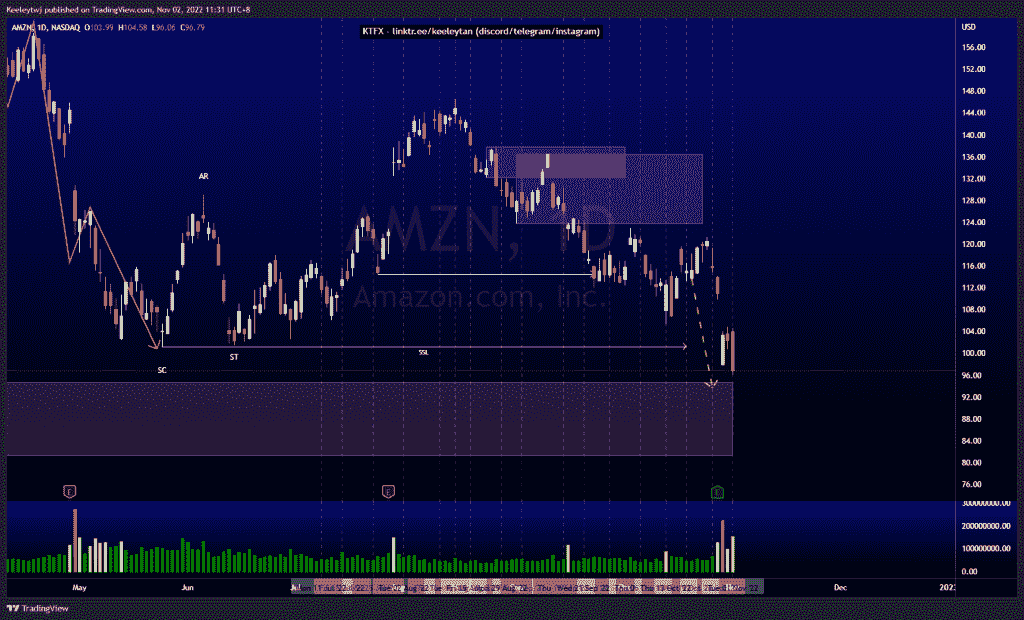 Keeleytwj published on TradingView.com, Nov 02, 2022 11:31 UTC+8
AMZN, 1D, NASDAQ O103.99 H104.58 L96.06 C96.79
KTFX - linktr.ee/keeleytan (discord/telegram/instagram)
USD
156.00
152.00
148.00
144.00
140.00
136.00
132.00
128.00
124.00
120.00
116.00
112.00
108.00
104.00
100.00
96.00
92.00
88.00
84.00
80.00
76.00
AR
AMZN, 1D
Amazon.com, Inc.
ST
SSL
SC
E
E
E
300000000.00
200000000.00
100000000.00
0.00
May
Jun
Dec
TradingView